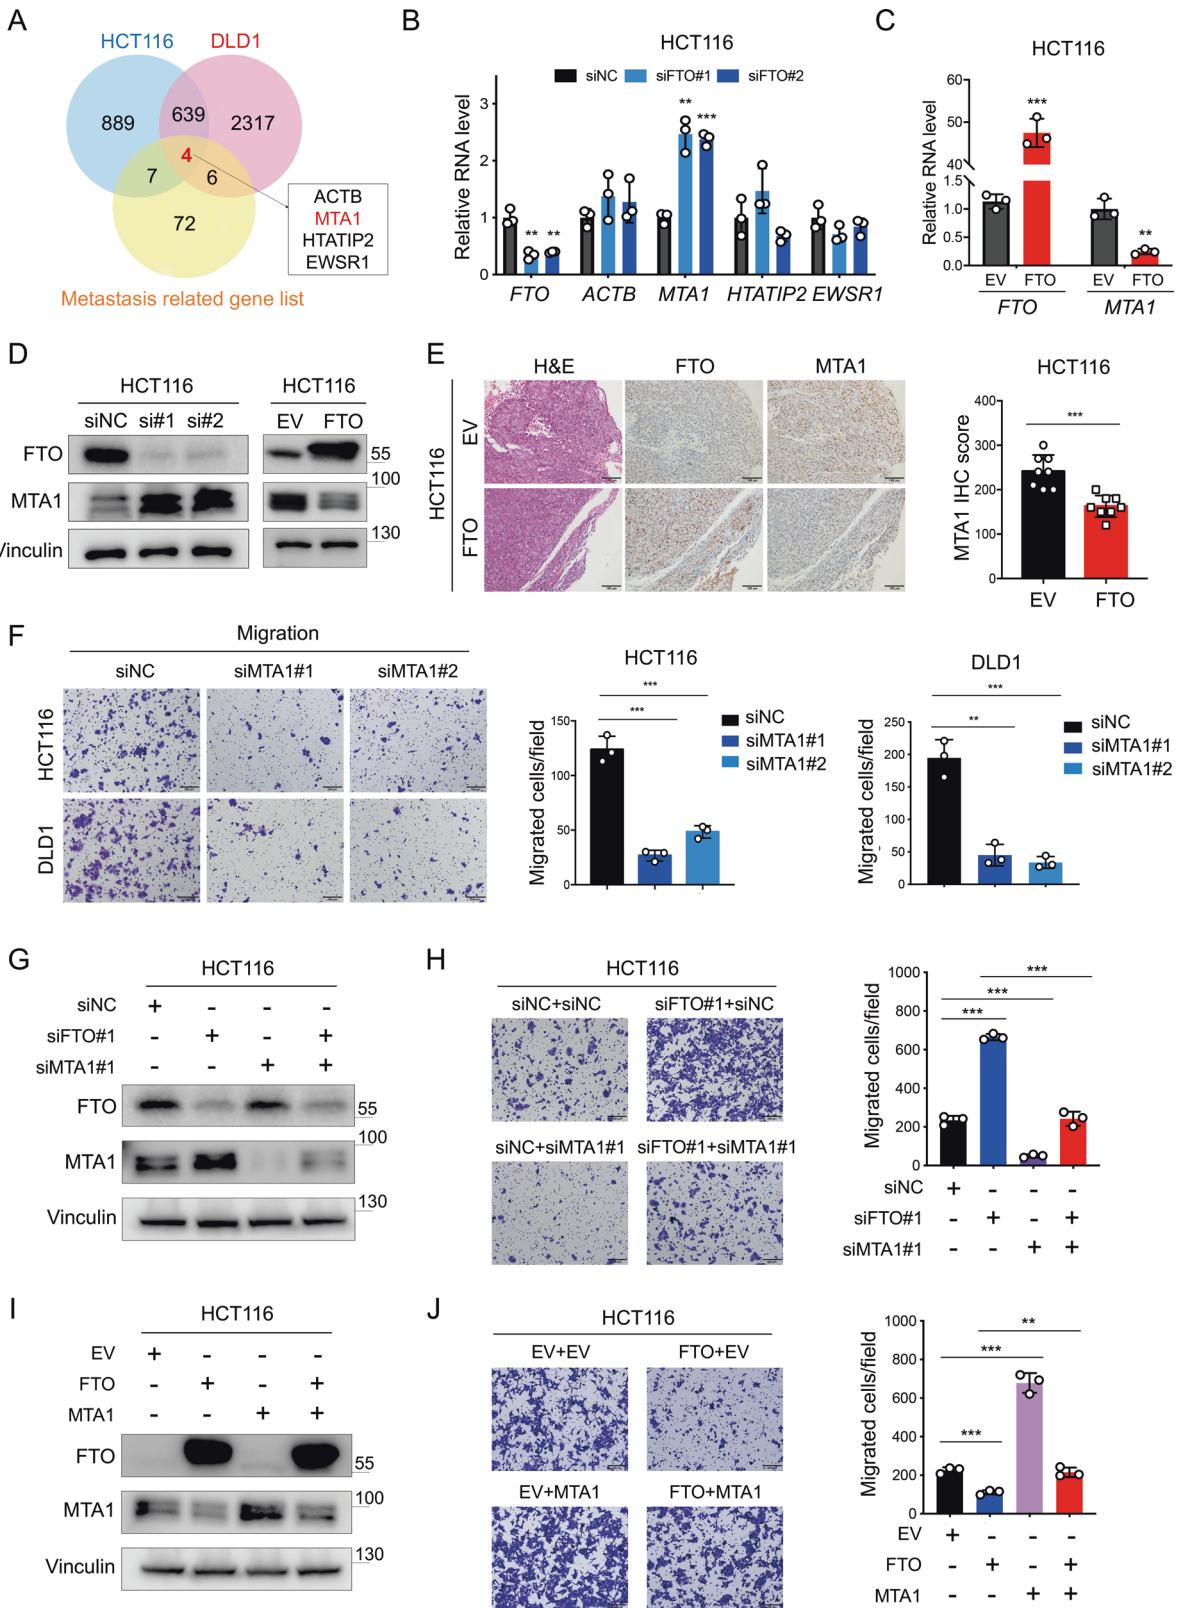 A
HCT116 DLD1
889 639 2317
4
7 6
72
ACTB
MTA1
HTATIP2
EWSR1
Metastasis related gene list
B
HCT116
siNC siFTO#1 siFTO#2
Relative RNA level
3
2
1
0
** ** ** ***
FTO ACTB MTA1 HTATIP2 EWSR1
C
HCT116
Relative RNA level
60
50
40
1.5
1.0
0.5
0.0
*** **
EV FTO EV FTO
FTO MTA1
D
HCT116 HCT116
siNC si#1 si#2 EV FTO
FTO 55
100
MTA1
130
Vinculin
E
H&E FTO MTA1
HCT116
EV
FTO
HCT116
MTA1 IHC score
400
300
200
100
0
***
EV FTO
F
Migration
siNC siMTA1#1 siMTA1#2
HCT116
DLD1
HCT116
Migrated cells/field
150
100
50
0
***
***
siNC
siMTA1#1
siMTA1#2
DLD1
Migrated cells/field
250
200
150
100
50
0
***
**
siNC
siMTA1#1
siMTA1#2
G
HCT116
siNC + - - -
siFTO#1 - + - +
siMTA1#1 - - + +
FTO 55
100
MTA1
130
Vinculin
H
HCT116
siNC+siNC siFTO#1+siNC
siNC+siMTA1#1 siFTO#1+siMTA1#1
Migrated cells/field
1000
800
600
400
200
0
***
***
***
siNC + - - -
siFTO#1 - + - +
siMTA1#1 - - + +
I
HCT116
EV + - - -
FTO - + - +
MTA1 - - + +
FTO 55
MTA1 100
130
Vinculin
J
HCT116
EV+EV FTO+EV
EV+MTA1 FTO+MTA1
Migrated cells/field
1000
800
600
400
200
0
**
***
***
EV + - - -
FTO - + - +
MTA1 - - + +